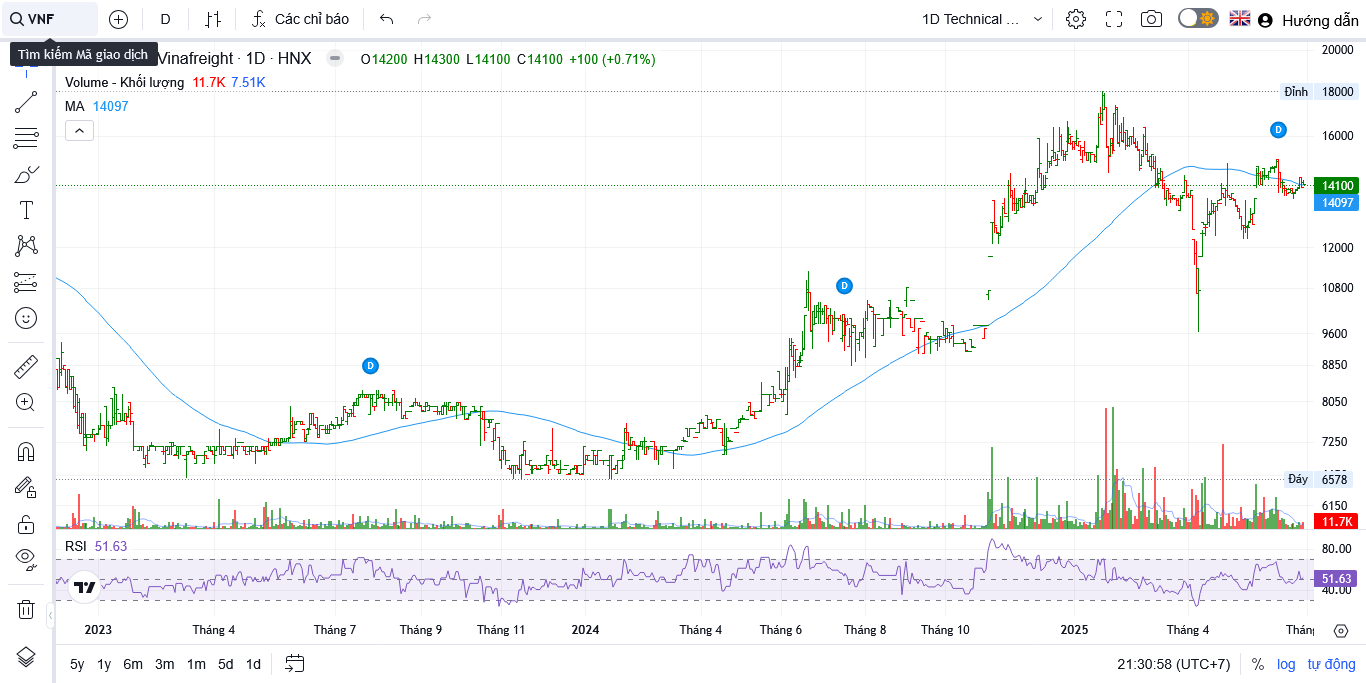 VNF D Các chỉ báo 1D Technical ... Hướng dẫn
Tìm kiếm Mã giao dịch
Vinafreight · 1D · HNX O14200 H14300 L14100 C14100 +100 (+0.71%)
Volume - Khối lượng 11.7K 7.51K
MA 14097
20000
Đỉnh 18000
16000
D
14100
14097
12000
10800
D
9600
8850
D
8050
7250
Đáy 6578
6150
11.7K
RSI 51.63
80.00
51.63
40.00
2023 Tháng 4 Tháng 7 Tháng 9 Tháng 11 2024 Tháng 4 Tháng 6 Tháng 8 Tháng 10 2025 Tháng 4
5y 1y 6m 3m 1m 5d 1d 21:30:58 (UTC+7) % log tự động